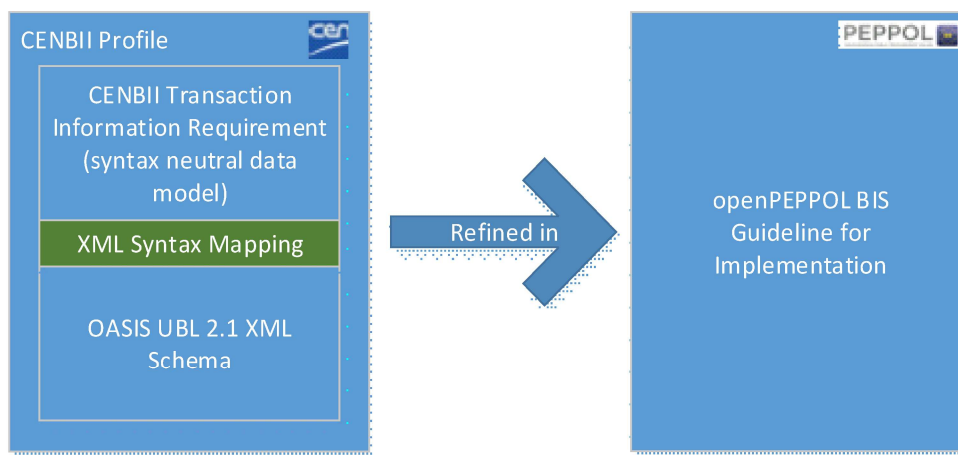 CENBII Profile
cen
CENBII Transaction
Information Requirement
(syntax neutral data
model)
XML Syntax Mapping
OASIS UBL 2.1 XML
Schema
Refined in
PEPPOL
openPEPPOL BIS
Guideline for
Implementation